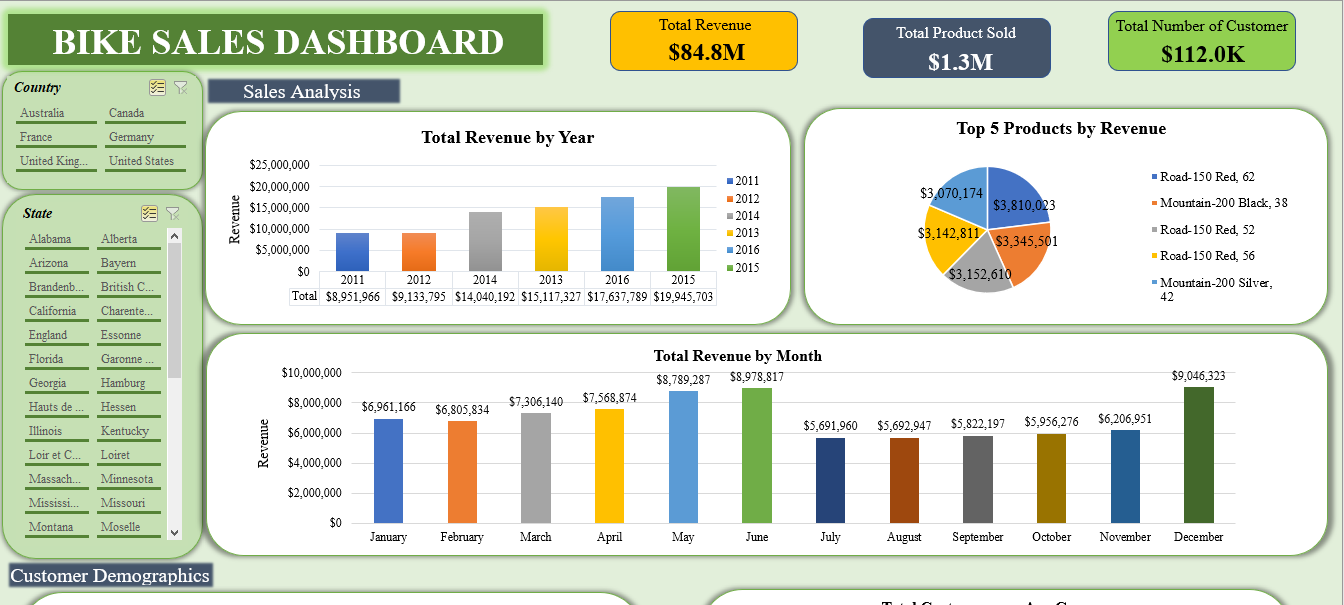 BIKE SALES DASHBOARD
Total Revenue
$84.8M
Total Product Sold
$1.3M
Total Number of Customer
$112.0K
Country
Australia
Canada
France
Germany
United King...
United States
State
Alabama
Alberta
Arizona
Bayern
Brandenb...
British C...
California
Charente...
England
Essonne
Florida
Garonne ...
Georgia
Hamburg
Hauts de ...
Hessen
Illinois
Kentucky
Loir et C...
Loiret
Massach...
Minnesota
Mississi...
Missouri
Montana
Moselle
Sales Analysis
Total Revenue by Year
Revenue
$25,000,000
$20,000,000
$15,000,000
$10,000,000
$5,000,000
$0
2011 2012 2014 2013 2016 2015
Total $8,951,966 $9,133,795 $14,040,192 $15,117,327 $17,637,789 $19,945,703
2011
2012
2014
2013
2016
2015
Top 5 Products by Revenue
$3,070,174
$3,810,023
$3,142,811
$3,345,501
$3,152,610
Road-150 Red, 62
Mountain-200 Black, 38
Road-150 Red, 52
Road-150 Red, 56
Mountain-200 Silver,
42
Total Revenue by Month
Revenue
$10,000,000
$8,000,000
$6,000,000
$4,000,000
$2,000,000
$0
$6,961,166
$6,805,834
$7,306,140
$7,568,874
$8,789,287
$8,978,817
$5,691,960
$5,692,947
$5,822,197
$5,956,276
$6,206,951
$9,046,323
January February March April May June July August September October November December
Customer Demographics